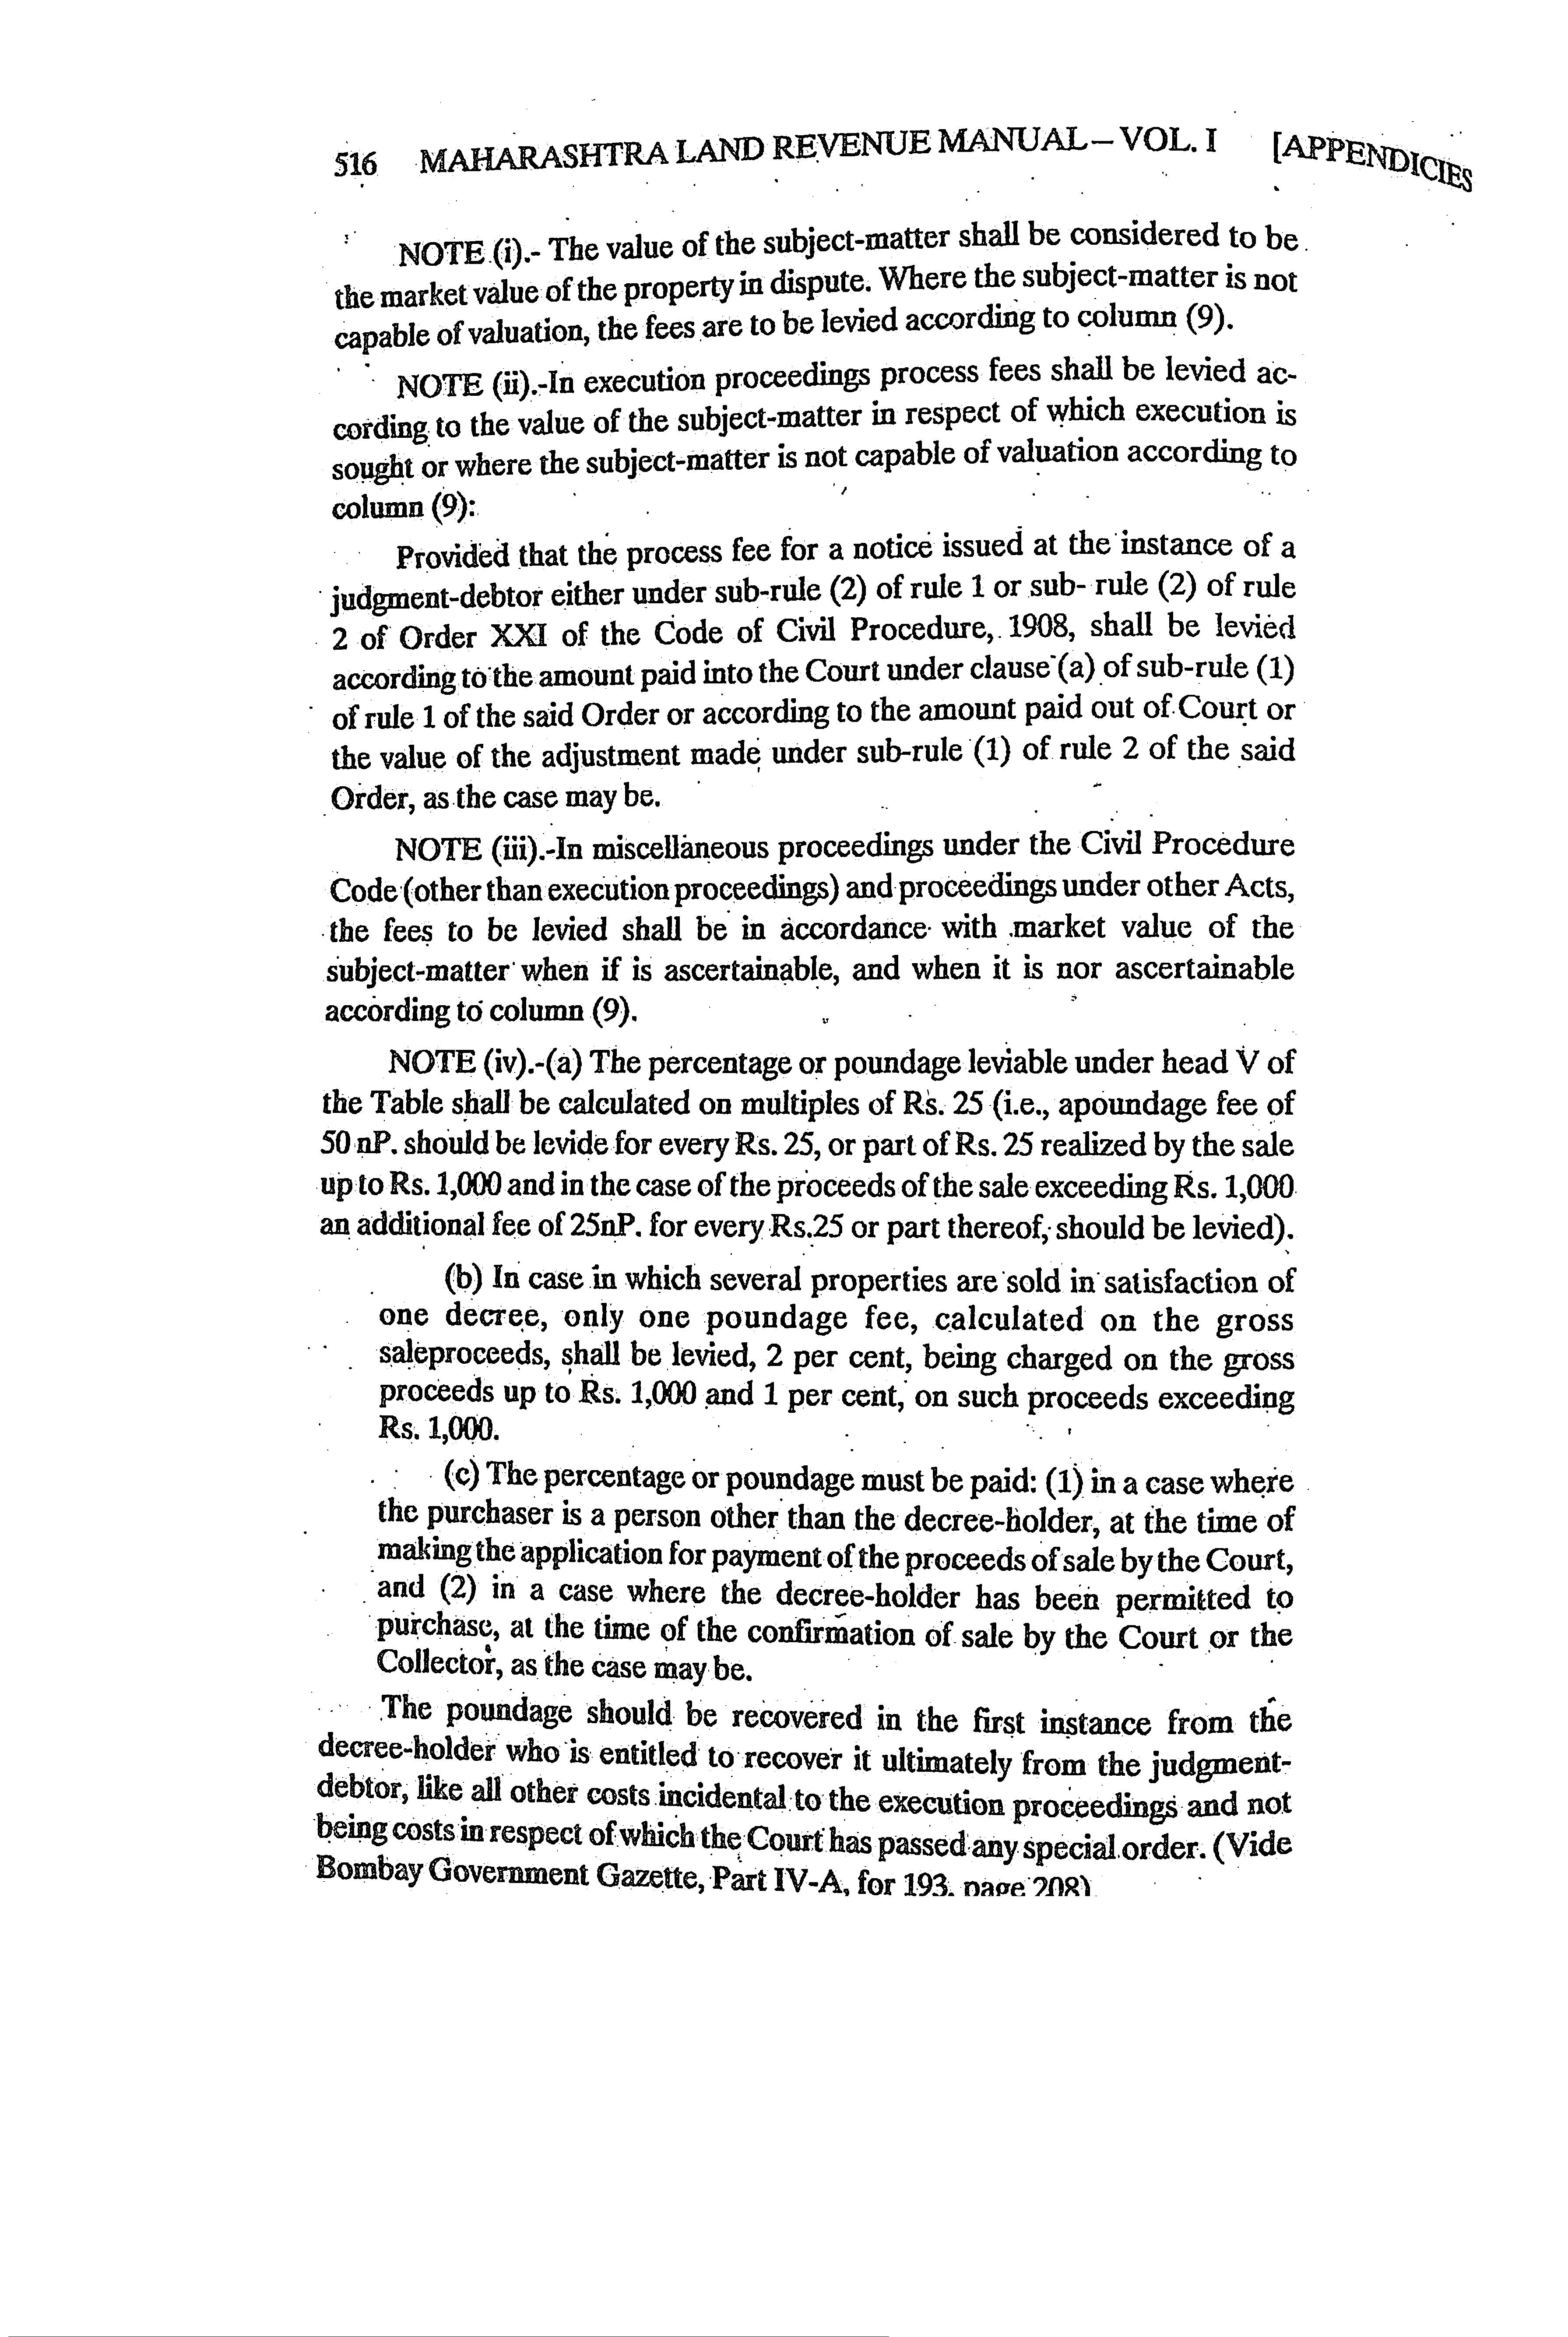 516 MAHARASHTRA LAND REVENUE MANUAL – VOL. I [APPENDICIES
NOTE (i).- The value of the subject-matter shall be considered to be
the market value of the property in dispute. Where the subject-matter is not
capable of valuation, the fees are to be levied according to column (9).
NOTE (ii).-In execution proceedings process fees shall be levied ac-
cording to the value of the subject-matter in respect of which execution is
sought or where the subject-matter is not capable of valuation according to
column (9):
Provided that the process fee for a notice issued at the instance of a
judgment-debtor either under sub-rule (2) of rule 1 or sub- rule (2) of rule
2 of Order XXI of the Code of Civil Procedure, 1908, shall be levied
according to the amount paid into the Court under clause (a) of sub-rule (1)
of rule 1 of the said Order or according to the amount paid out of Court or
the value of the adjustment made under sub-rule (1) of rule 2 of the said
Order, as the case may be.
NOTE (iii).-In miscellaneous proceedings under the Civil Procedure
Code (other than execution proceedings) and proceedings under other Acts,
the fees to be levied shall be in accordance with market value of the
subject-matter when if is ascertainable, and when it is nor ascertainable
according to column (9).
NOTE (iv).-(a) The percentage or poundage leviable under head V of
the Table shall be calculated on multiples of Rs. 25 (i.e., apoundage fee of
50 nP. should be levide for every Rs. 25, or part of Rs. 25 realized by the sale
up to Rs. 1,000 and in the case of the proceeds of the sale exceeding Rs. 1,000
an additional fee of 25nP. for every Rs.25 or part thereof, should be levied).
(b) In case in which several properties are sold in satisfaction of
one decree, only one poundage fee, calculated on the gross
saleproceeds, shall be levied, 2 per cent, being charged on the gross
proceeds up to Rs. 1,000 and 1 per cent, on such proceeds exceeding
Rs. 1,000.
(c) The percentage or poundage must be paid: (1) in a case where
the purchaser is a person other than the decree-holder, at the time of
making the application for payment of the proceeds of sale by the Court,
and (2) in a case where the decree-holder has been permitted to
purchase, at the time of the confirmation of sale by the Court or the
Collector, as the case may be.
The poundage should be recovered in the first instance from the
decree-holder who is entitled to recover it ultimately from the judgment-
debtor, like all other costs incidental to the execution proceedings and not
being costs in respect of which the Court has passed any special order. (Vide
Bombay Government Gazette, Part IV-A, for 193. page 208)